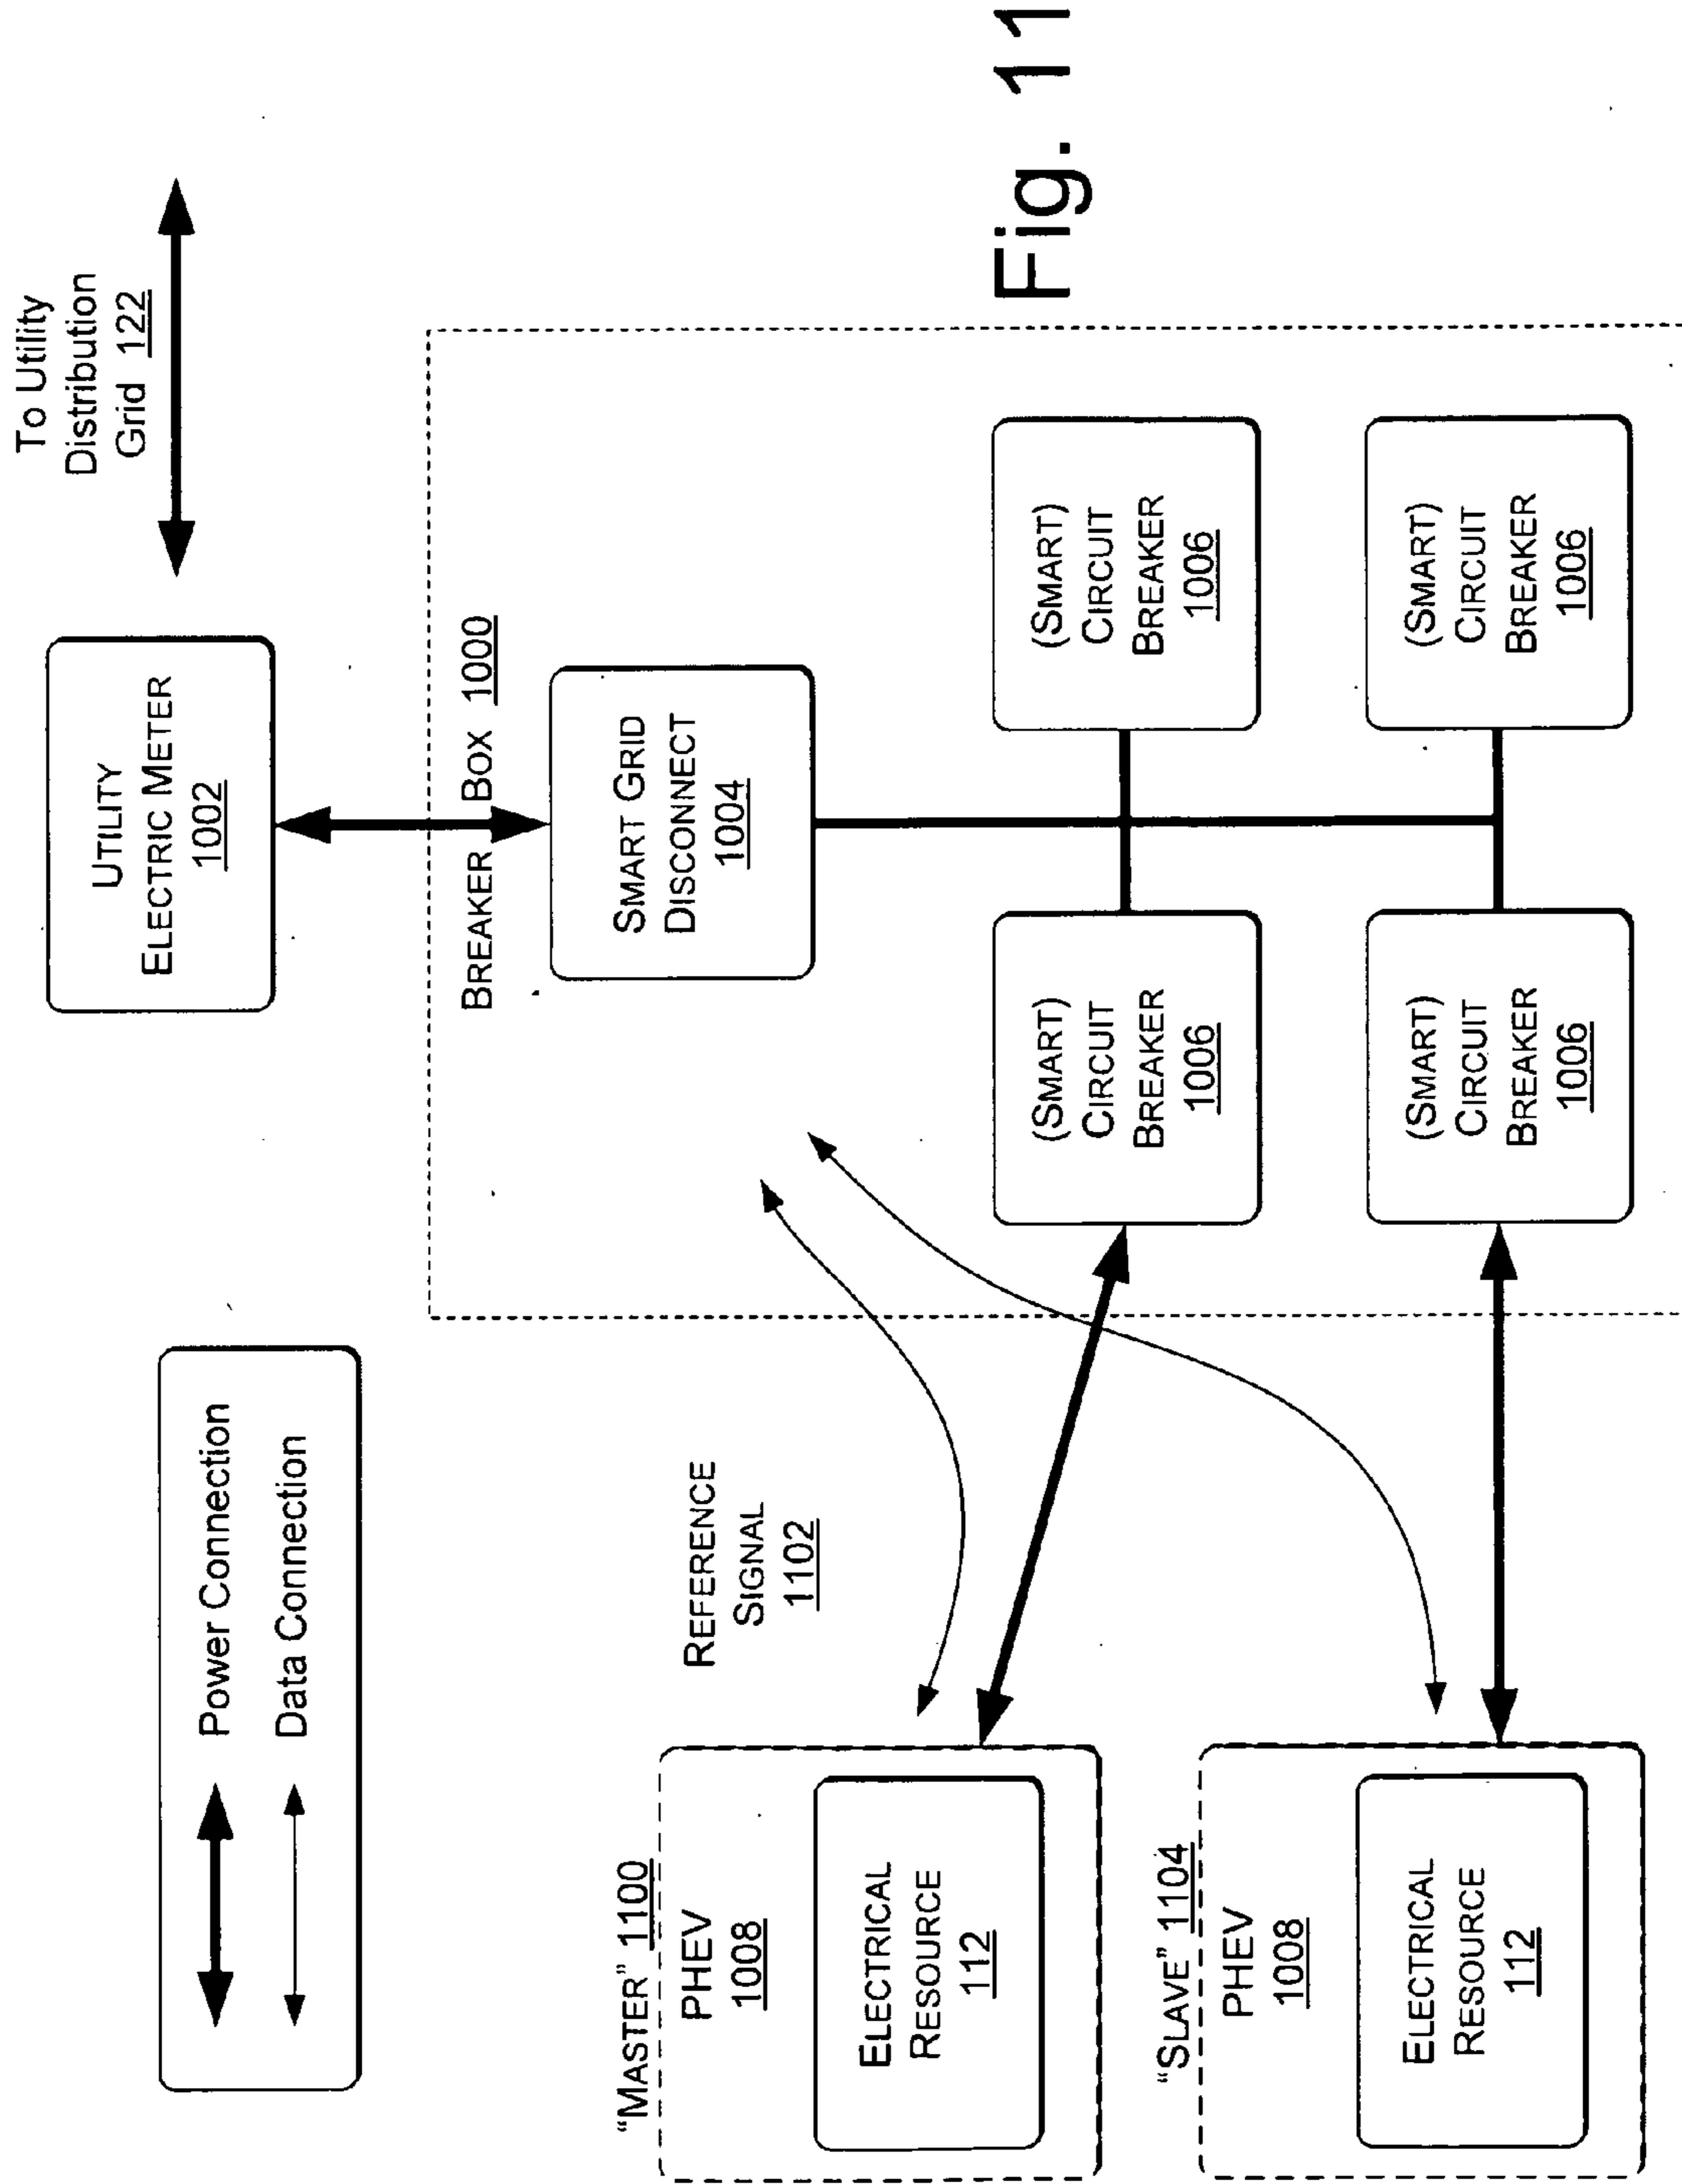 Power Connection
Data Connection
To Utility
Distribution
Grid 122
UTILITY
ELECTRIC METER
1002
BREAKER BOX 1000
SMART GRID
DISCONNECT
1004
REFERENCE
SIGNAL
1102
"MASTER" 1100
PHEV
1008
ELECTRICAL
RESOURCE
112
(SMART)
CIRCUIT
BREAKER
1006
(SMART)
CIRCUIT
BREAKER
1006
"SLAVE" 1104
PHEV
1008
ELECTRICAL
RESOURCE
112
(SMART)
CIRCUIT
BREAKER
1006
(SMART)
CIRCUIT
BREAKER
1006
Fig. 11